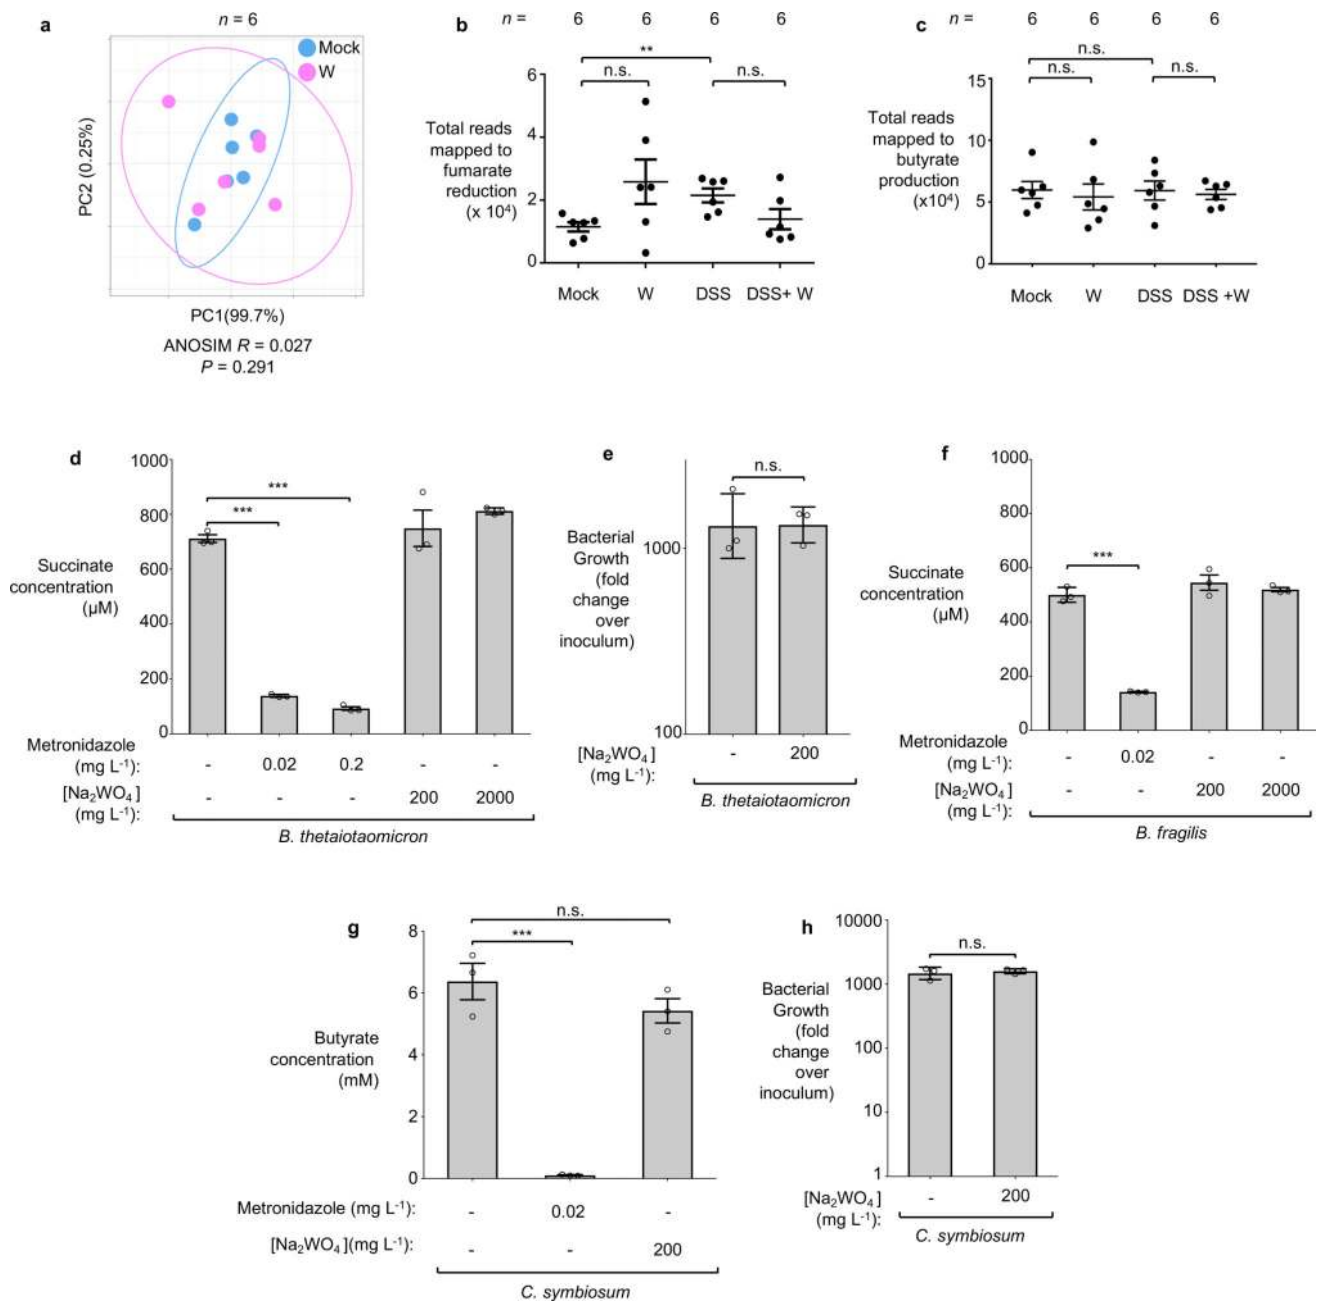 a
n = 6
Mock
W
PC2 (0.25%)
PC1(99.7%)
ANOSIM R = 0.027
P = 0.291
b
n = 6 6 6 6
**
n.s. n.s.
Total reads
mapped to
fumarate
reduction
(x 10⁴)
6
4
2
0
Mock W DSS DSS+ W
c
n = 6 6 6 6
n.s.
n.s. n.s.
Total reads
mapped to
butyrate
production
(x10⁴)
15
10
5
0
Mock W DSS DSS +W
d
1000
800
600
400
200
0
***
***
Succinate
concentration
(µM)
Metronidazole
(mg L⁻¹): - 0.02 0.2 - -
[Na₂WO₄]
(mg L⁻¹): - - - 200 2000
B. thetaiotaomicron
e
n.s.
Bacterial
Growth
(fold
change
over
inoculum)
1000
100
[Na₂WO₄]
(mg L⁻¹): - 200
B. thetaiotaomicron
f
1000
800
600
400
200
0
***
Succinate
concentration
(µM)
Metronidazole
(mg L⁻¹): - 0.02 - -
[Na₂WO₄]
(mg L⁻¹): - - 200 2000
B. fragilis
g
n.s.
***
8
6
4
2
0
Butyrate
concentration
(mM)
Metronidazole (mg L⁻¹): - 0.02 -
[Na₂WO₄](mg L⁻¹): - - 200
C. symbiosum
h
n.s.
10000
1000
100
10
1
Bacterial
Growth
(fold
change
over
inoculum)
[Na₂WO₄]
(mg L⁻¹): - 200
C. symbiosum